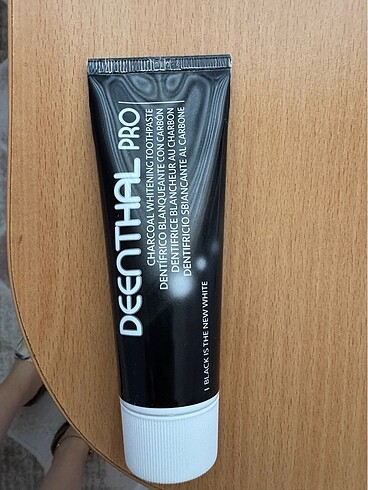 DEENTHAL PRO
CHARCOAL WHITENING TOOTHPASTE
DENTÍFRICO BLANQUEANTE CON CARBÓN
DENTIFRICE BLANCHEUR AU CHARBON
DENTIFRICIO SBIANCANTE AL CARBONE
BLACK IS THE NEW WHITE